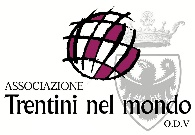 ASSOCIAZIONE
Trentini nel mondo
O.D.V